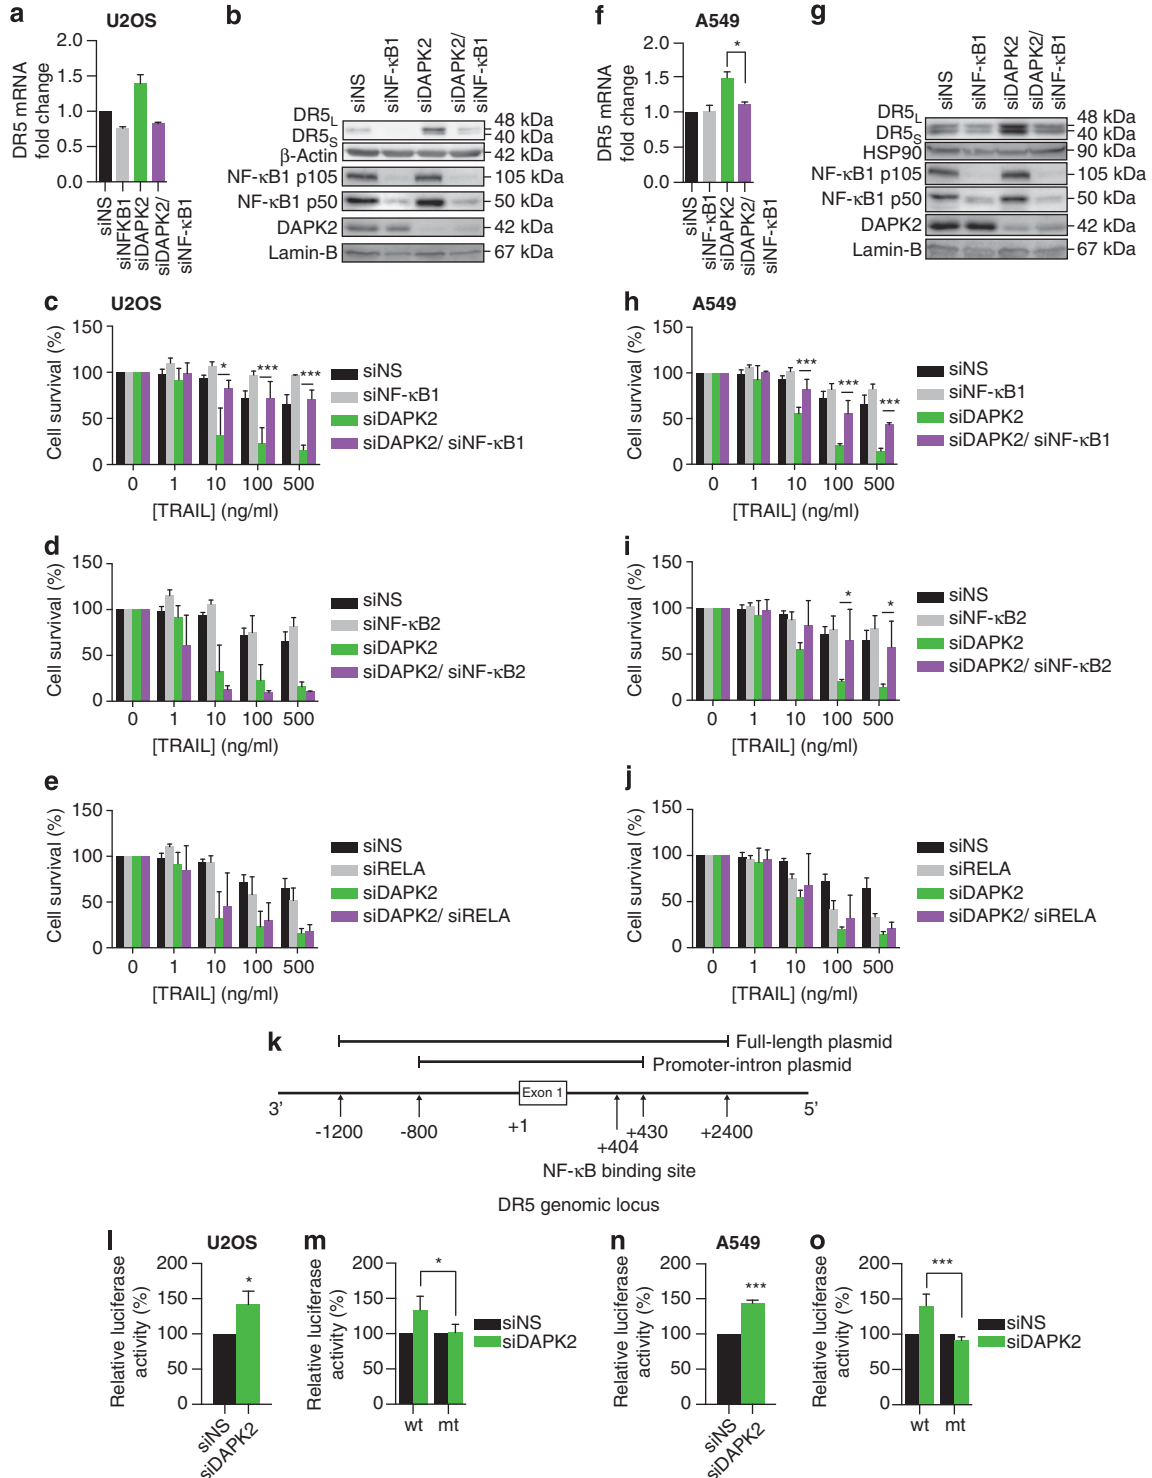 a
U2OS
DR5 mRNA
fold change
2.0
1.5
1.0
0.5
0.0
siNS
siNFKB1
siDAPK2
siDAPK2/
siNF-κB1
b
siNS
siNF-κB1
siDAPK2
siDAPK2/
siNF-κB1
DR5L
DR5S
β-Actin
NF-κB1 p105
NF-κB1 p50
DAPK2
Lamin-B
48 kDa
40 kDa
42 kDa
105 kDa
50 kDa
42 kDa
67 kDa
f
A549
DR5 mRNA
fold change
2.0
1.5
1.0
0.5
0.0
*
siNS
siNF-κB1
siDAPK2
siDAPK2/
siNF-κB1
g
siNS
siNF-κB1
siDAPK2
siDAPK2/
siNF-κB1
DR5L
DR5S
HSP90
NF-κB1 p105
NF-κB1 p50
DAPK2
Lamin-B
48 kDa
40 kDa
90 kDa
105 kDa
50 kDa
42 kDa
67 kDa
c
U2OS
Cell survival (%)
150
100
50
0
* *** ***
0 1 10 100 500
[TRAIL] (ng/ml)
siNS
siNF-κB1
siDAPK2
siDAPK2/ siNF-κB1
h
A549
Cell survival (%)
150
100
50
0
*** *** ***
0 1 10 100 500
[TRAIL] (ng/ml)
siNS
siNF-κB1
siDAPK2
siDAPK2/ siNF-κB1
d
Cell survival (%)
150
100
50
0
0 1 10 100 500
[TRAIL] (ng/ml)
siNS
siNF-κB2
siDAPK2
siDAPK2/ siNF-κB2
i
Cell survival (%)
150
100
50
0
* *
0 1 10 100 500
[TRAIL] (ng/ml)
siNS
siNF-κB2
siDAPK2
siDAPK2/ siNF-κB2
e
Cell survival (%)
150
100
50
0
0 1 10 100 500
[TRAIL] (ng/ml)
siNS
siRELA
siDAPK2
siDAPK2/ siRELA
j
Cell survival (%)
150
100
50
0
0 1 10 100 500
[TRAIL] (ng/ml)
siNS
siRELA
siDAPK2
siDAPK2/ siRELA
k
Full-length plasmid
Promoter-intron plasmid
Exon 1
3' 5'
-1200 -800 +1 +404 +430 +2400
NF-κB binding site
DR5 genomic locus
l
U2OS
Relative luciferase
activity (%)
200
150
100
50
0
*
siNS
siDAPK2
m
Relative luciferase
activity (%)
200
150
100
50
0
*
wt mt
siNS
siDAPK2
n
A549
Relative luciferase
activity (%)
200
150
100
50
0
***
siNS
siDAPK2
o
Relative luciferase
activity (%)
200
150
100
50
0
***
wt mt
siNS
siDAPK2